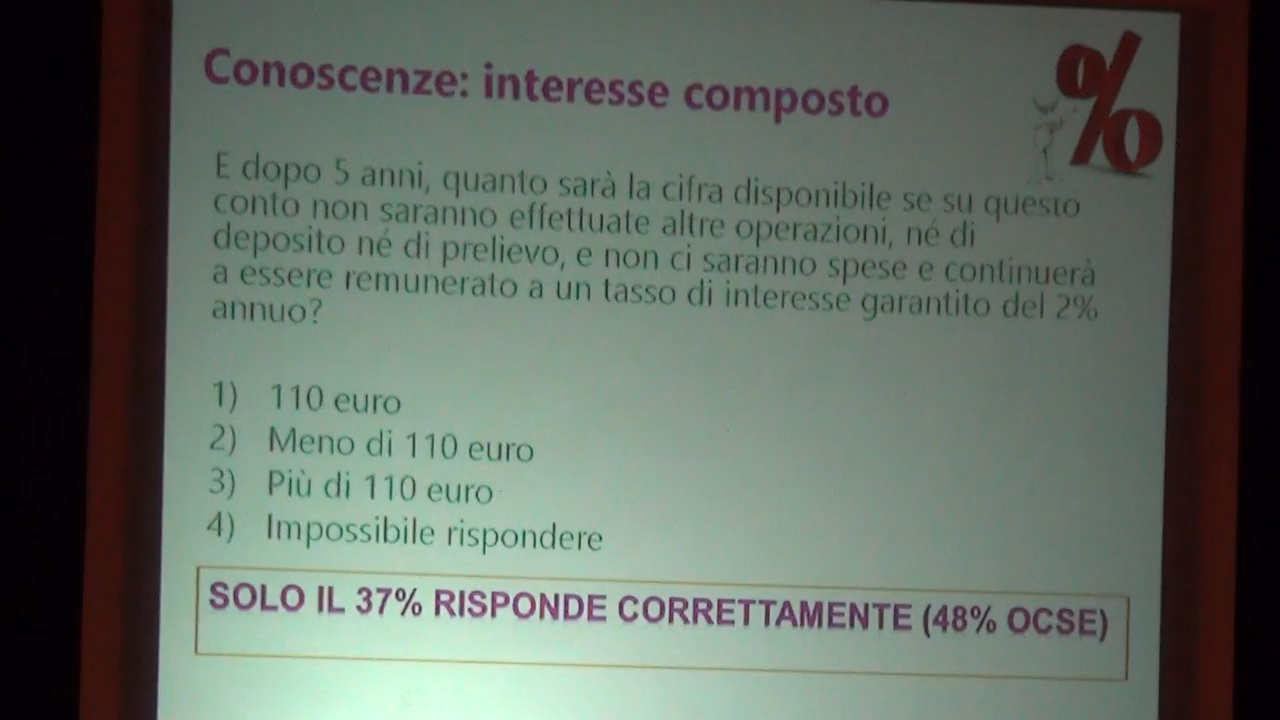 Conoscenze: interesse composto
E dopo 5 anni, quanto sarà la cifra disponibile se su questo
conto non saranno effettuate altre operazioni, né di
deposito né di prelievo, e non ci saranno spese e continuerà
a essere remunerato a un tasso di interesse garantito del 2%
annuo?
1) 110 euro
2) Meno di 110 euro
3) Più di 110 euro
4) Impossibile rispondere
SOLO IL 37% RISPONDE CORRETTAMENTE (48% OCSE)